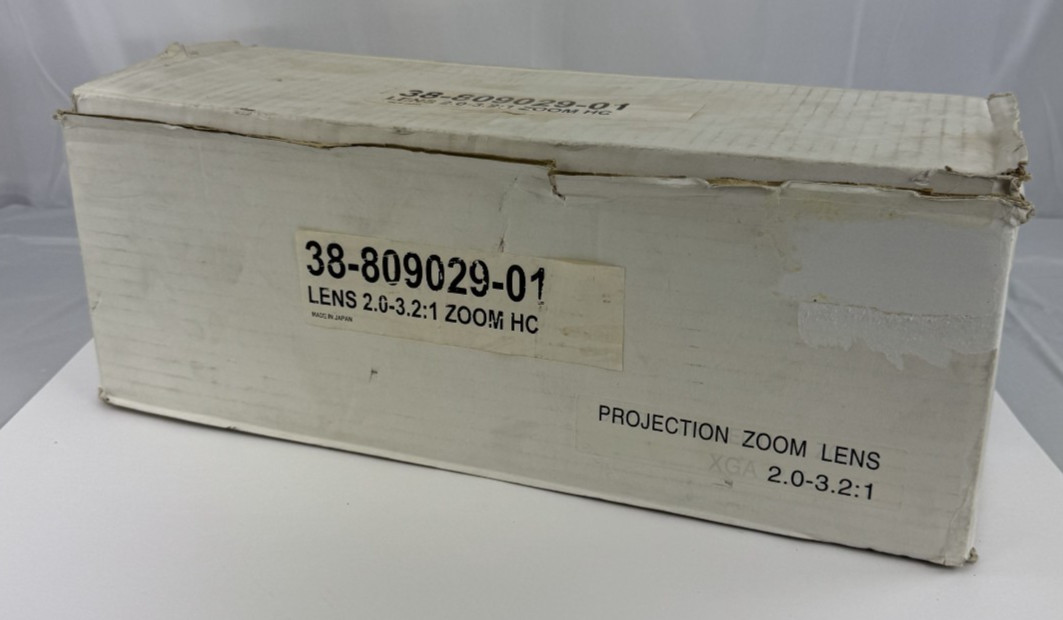 38-809029-01
LENS 2.0-3.2:1 ZOOM HC
38-809029-01
LENS 2.0-3.2:1 ZOOM HC
MADE IN JAPAN
PROJECTION ZOOM LENS
XGA 2.0-3.2:1